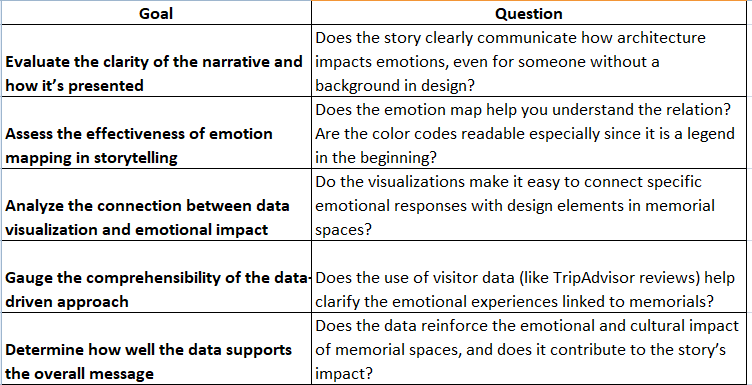 Goal
Question
Evaluate the clarity of the narrative and
how it's presented
Does the story clearly communicate how architecture
impacts emotions, even for someone without a
background in design?
Assess the effectiveness of emotion
mapping in storytelling
Does the emotion map help you understand the relation?
Are the color codes readable especially since it is a legend
in the beginning?
Analyze the connection between data
visualization and emotional impact
Do the visualizations make it easy to connect specific
emotional responses with design elements in memorial
spaces?
Gauge the comprehensibility of the data-
driven approach
Does the use of visitor data (like TripAdvisor reviews) help
clarify the emotional experiences linked to memorials?
Determine how well the data supports
the overall message
Does the data reinforce the emotional and cultural impact
of memorial spaces, and does it contribute to the story's
impact?